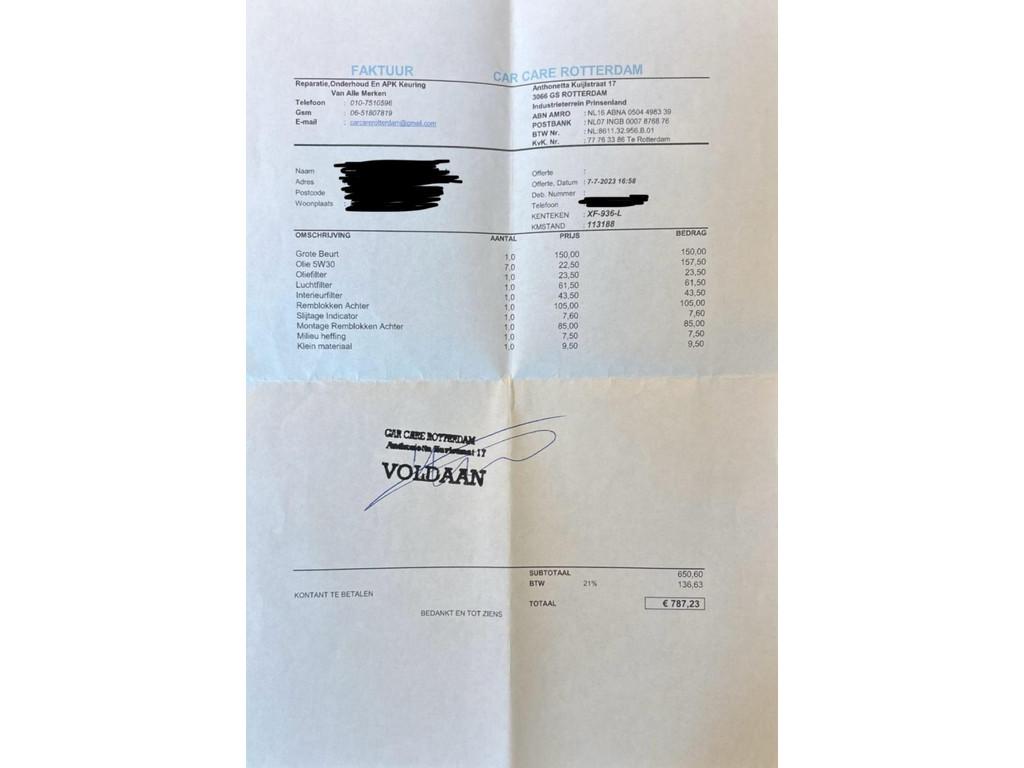 FAKTUUR
CAR CARE ROTTERDAM
Reparatie,Onderhoud En APK Keuring
Van Alle Merken
Telefoon : 010-7510596
Gsm : 06-51807819
E-mail : carcarerotterdam@gmail.com
Anthonetta Kuijlstraat 17
3066 GS ROTTERDAM
Industrieterrein Prinsenland
ABN AMRO : NL16 ABNA 0504 4983 39
POSTBANK : NL07 INGB 0007 8768 76
BTW Nr. : NL:8611.32.956.B.01
KvK. Nr. : 77 76 33 86 Te Rotterdam
Naam
Adres
Postcode
Woonplaats :
Offerte :
Offerte, Datum : 7-7-2023 16:58
Deb. Nummer :
Telefoon
KENTEKEN : XF-936-L
KMSTAND : 113188
OMSCHRIJVING AANTAL PRIJS BEDRAG
Grote Beurt 1,0 150,00 150,00
Olie 5W30 7,0 22,50 157,50
Oliefilter 1,0 23,50 23,50
Luchtfilter 1,0 61,50 61,50
Interieurfilter 1,0 43,50 43,50
Remblokken Achter 1,0 105,00 105,00
Slijtage Indicator 1,0 7,60 7,60
Montage Remblokken Achter 1,0 85,00 85,00
Milieu heffing 1,0 7,50 7,50
Klein materiaal 1,0 9,50 9,50
CAR CARE ROTTERDAM
17
VOLDAAN
SUBTOTAAL 650,60
BTW 21% 136,63
KONTANT TE BETALEN
TOTAAL € 787,23
BEDANKT EN TOT ZIENS